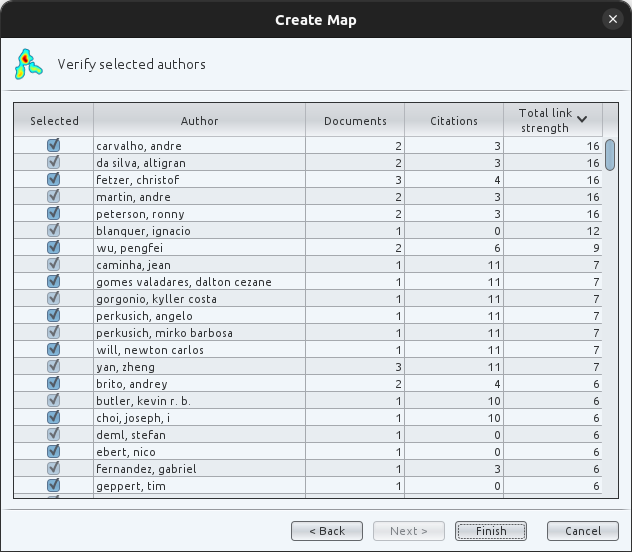 Create Map
Verify selected authors
Selected Author Documents Citations Total link strength
carvalho, andre 2 3 16
da silva, altigran 2 3 16
fetzer, christof 3 4 16
martin, andre 2 3 16
peterson, ronny 2 3 16
blanquer, ignacio 1 0 12
wu, pengfei 2 6 9
caminha, jean 1 11 7
gomes valadares, dalton cezane 1 11 7
gorgonio, kyller costa 1 11 7
perkusich, angelo 1 11 7
perkusich, mirko barbosa 1 11 7
will, newton carlos 1 11 7
yan, zheng 3 11 7
brito, andrey 2 4 6
butler, kevin r. b. 1 10 6
choi, joseph, i 1 10 6
deml, stefan 1 0 6
ebert, nico 1 0 6
fernandez, gabriel 1 3 6
geppert, tim 1 0 6
< Back Next > Finish Cancel